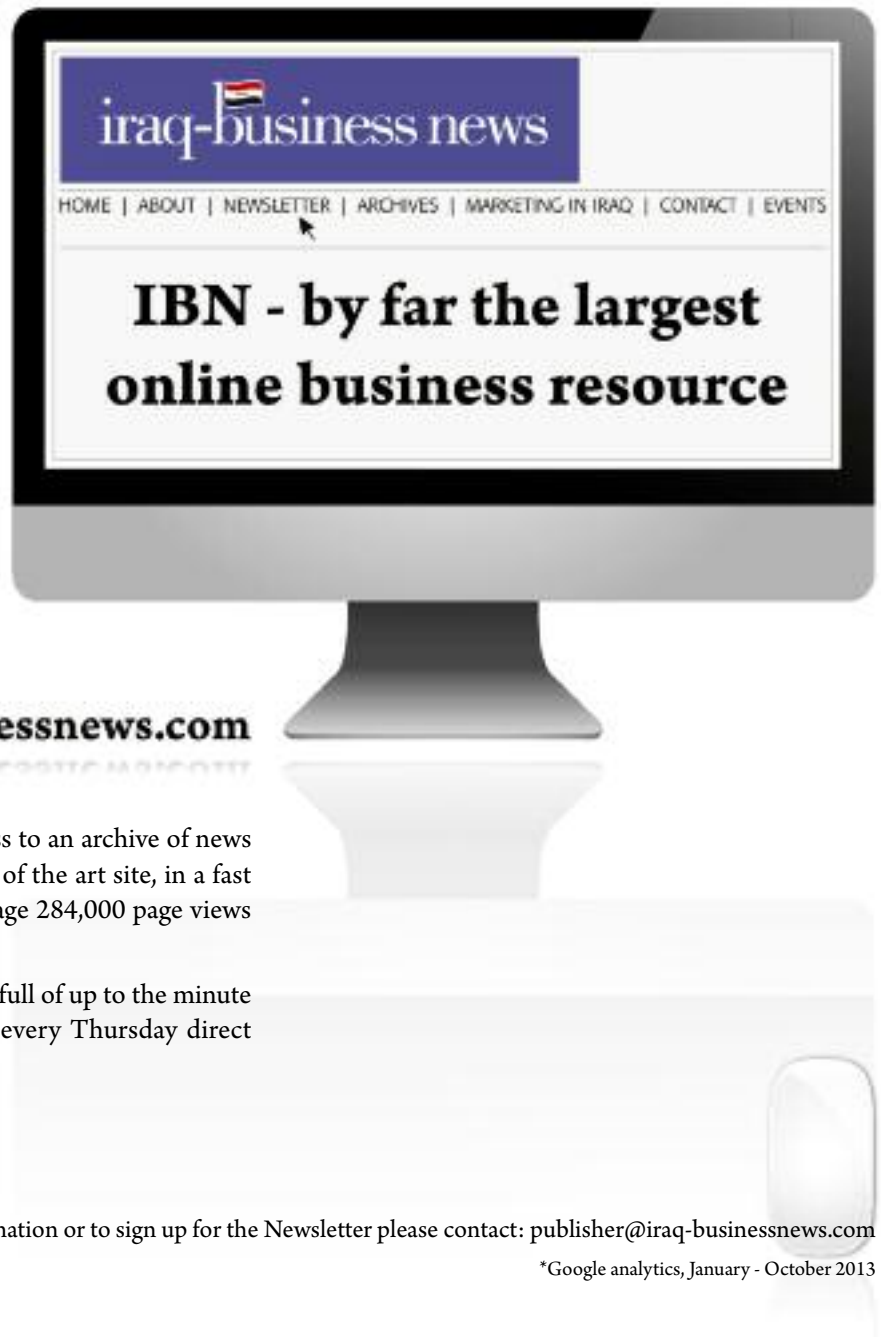 iraq-business news
HOME | ABOUT | NEWSLETTER | ARCHIVES | MARKETING IN IRAQ | CONTACT | EVENTS
IBN - by far the largest
online business resource
essnews.com
ss to an archive of news
of the art site, in a fast
age 284,000 page views
full of up to the minute
every Thursday direct
nation or to sign up for the Newsletter please contact: publisher@iraq-businessnews.com
*Google analytics, January - October 2013